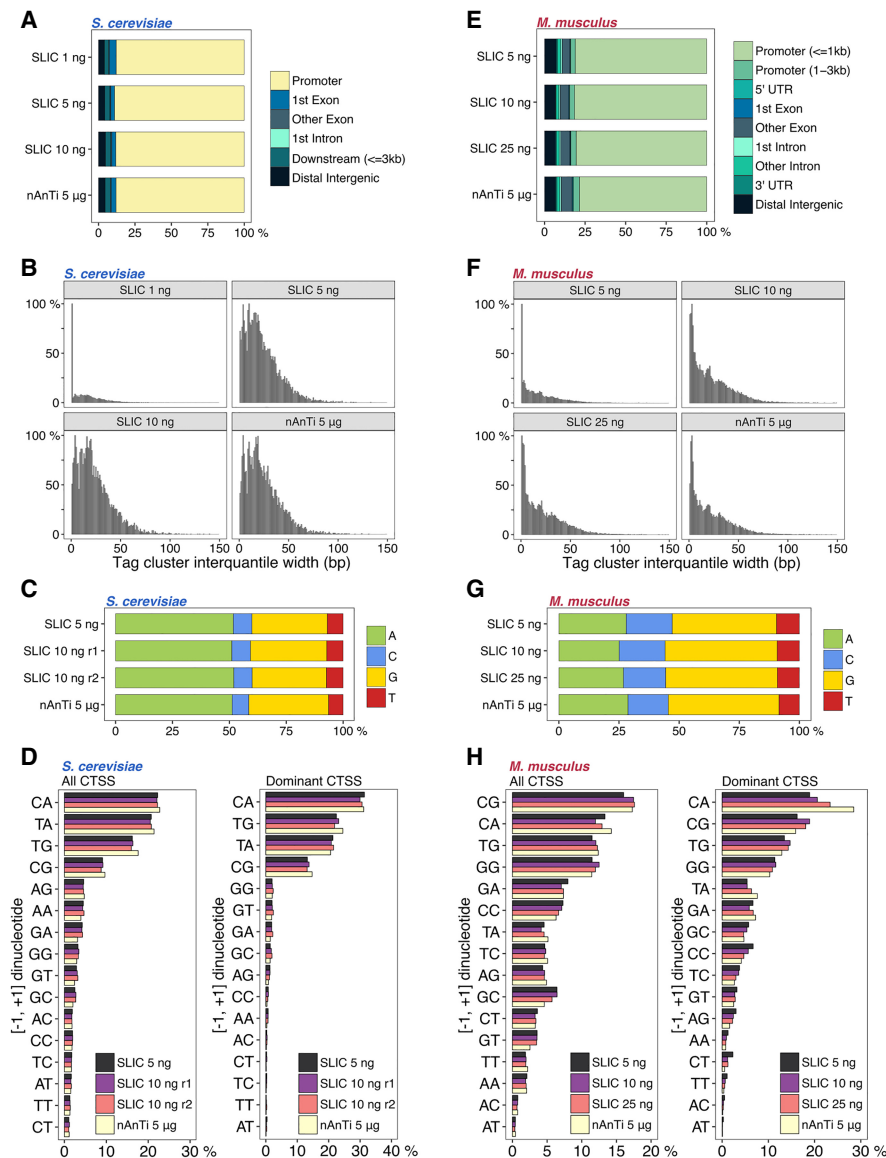 A
S. cerevisiae
SLIC 1 ng
SLIC 5 ng
SLIC 10 ng
nAnTi 5 µg
0 25 50 75 100 %
Promoter
1st Exon
Other Exon
1st Intron
Downstream (<=3kb)
Distal Intergenic
E
M. musculus
SLIC 5 ng
SLIC 10 ng
SLIC 25 ng
nAnTi 5 µg
0 25 50 75 100 %
Promoter (<=1kb)
Promoter (1–3kb)
5' UTR
1st Exon
Other Exon
1st Intron
Other Intron
3' UTR
Distal Intergenic
B
S. cerevisiae
SLIC 1 ng SLIC 5 ng
100 %
50
0
SLIC 10 ng nAnTi 5 µg
100 %
50
0
0 50 100 150 0 50 100 150
Tag cluster interquantile width (bp)
F
M. musculus
SLIC 5 ng SLIC 10 ng
100 %
50
0
SLIC 25 ng nAnTi 5 µg
100 %
50
0
0 50 100 150 0 50 100 150
Tag cluster interquantile width (bp)
C
S. cerevisiae
SLIC 5 ng
SLIC 10 ng r1
SLIC 10 ng r2
nAnTi 5 µg
0 25 50 75 100 %
A
C
G
T
G
M. musculus
SLIC 5 ng
SLIC 10 ng
SLIC 25 ng
nAnTi 5 µg
0 25 50 75 100 %
A
C
G
T
D
S. cerevisiae
All CTSS
[-1, +1] dinucleotide
CA
TA
TG
CG
AG
AA
GA
GG
GT
GC
AC
CC
TC
AT
TT
CT
SLIC 5 ng
SLIC 10 ng r1
SLIC 10 ng r2
nAnTi 5 µg
0 10 20 30 %
Dominant CTSS
[-1, +1] dinucleotide
CA
TG
TA
CG
GG
GT
GA
GC
AG
CC
AA
AC
CT
TC
TT
AT
SLIC 5 ng
SLIC 10 ng r1
SLIC 10 ng r2
nAnTi 5 µg
0 10 20 30 40 %
H
M. musculus
All CTSS
[-1, +1] dinucleotide
CG
CA
TG
GG
GA
CC
TA
TC
AG
GC
CT
GT
TT
AA
AC
AT
SLIC 5 ng
SLIC 10 ng
SLIC 25 ng
nAnTi 5 µg
0 5 10 15 20 %
Dominant CTSS
[-1, +1] dinucleotide
CA
CG
TG
GG
TA
GA
GC
CC
TC
GT
AG
AA
CT
TT
AC
AT
SLIC 5 ng
SLIC 10 ng
SLIC 25 ng
nAnTi 5 µg
0 10 20 30 %